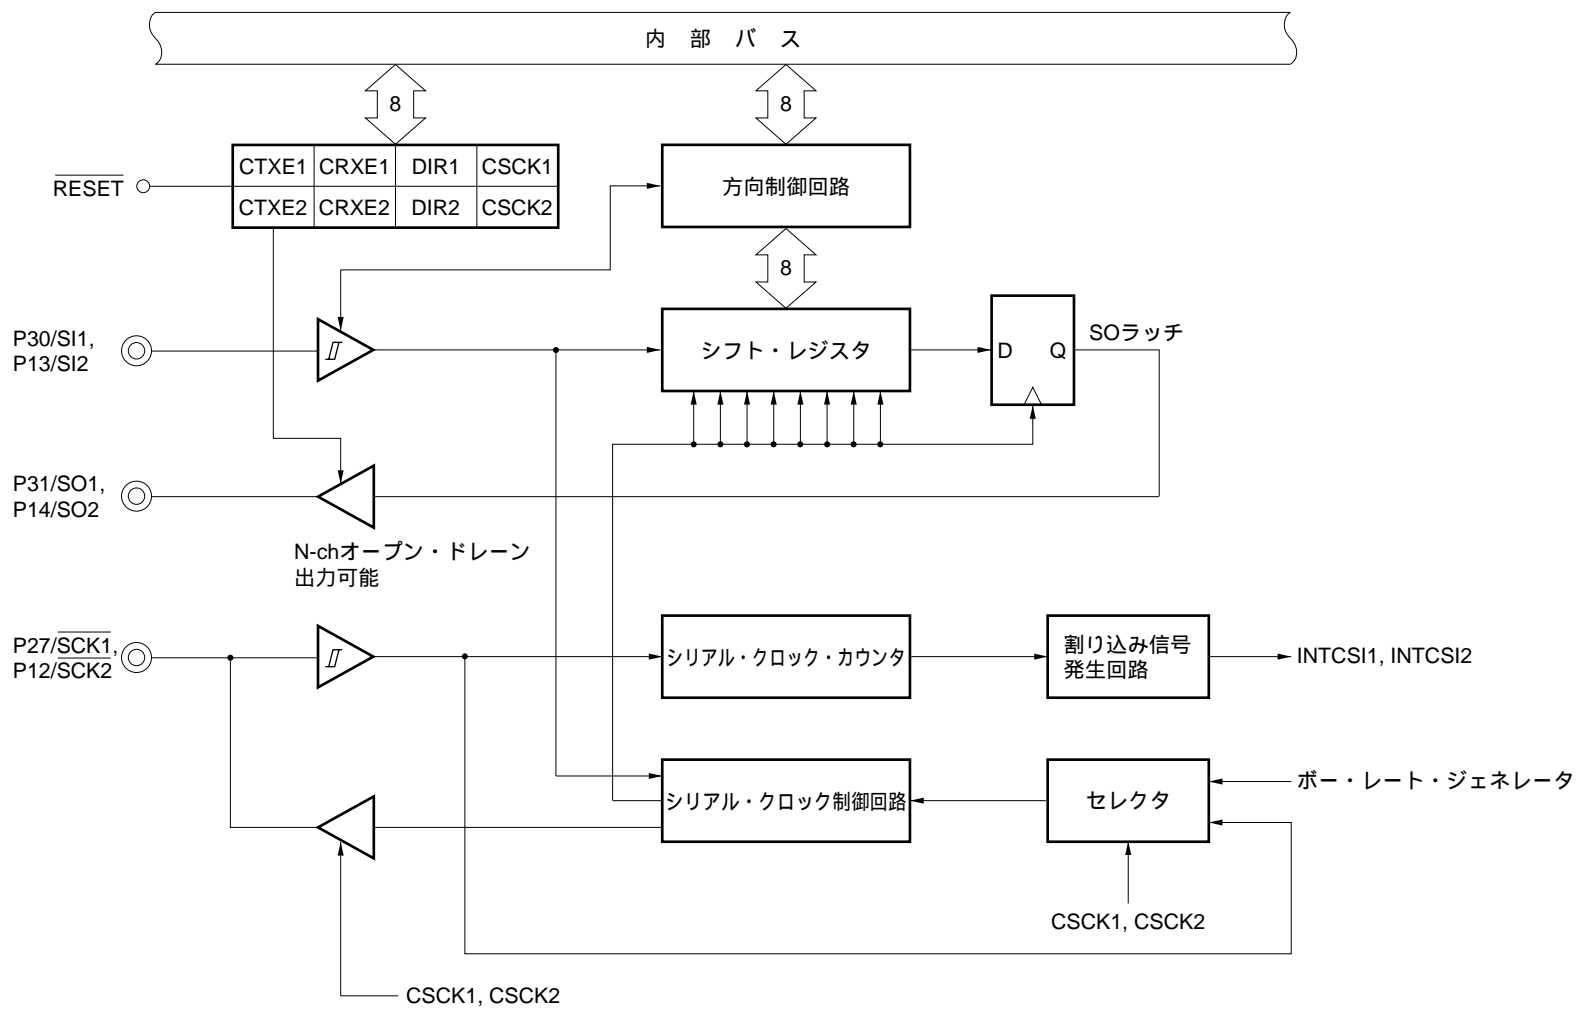 内 部 バ ス
8
8
CTXE1 CRXE1 DIR1 CSCK1
RESET
CTXE2 CRXE2 DIR2 CSCK2
方向制御回路
8
P30/SI1,
P13/SI2
シフト・レジスタ
D Q
SOラッチ
P31/SO1,
P14/SO2
N-chオープン・ドレーン
出力可能
P27/SCK1,
P12/SCK2
シリアル・クロック・カウンタ
割り込み信号
発生回路
INTCSI1, INTCSI2
シリアル・クロック制御回路
セレクタ
ボー・レート・ジェネレータ
CSCK1, CSCK2
CSCK1, CSCK2